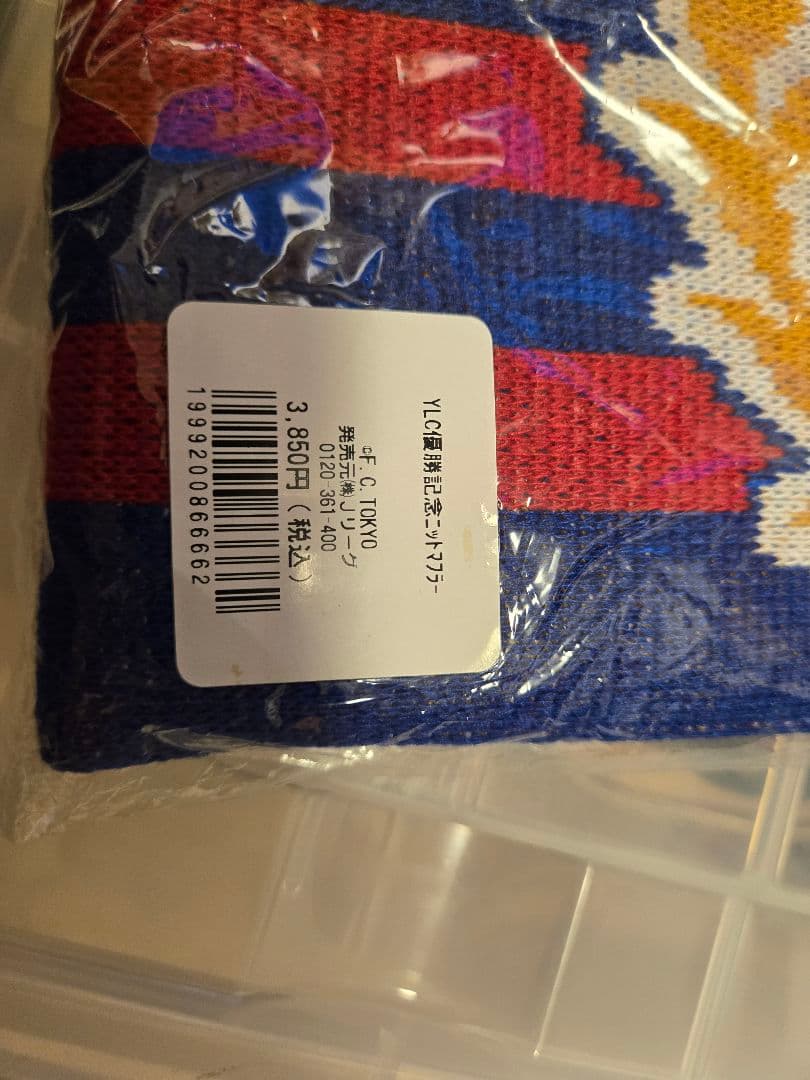 YLC優勝記念ニットマフラー
©F. C. TOKYO
発売元㈱Jリーグ
0120-361-400
3,850円(税込)
1999200866662